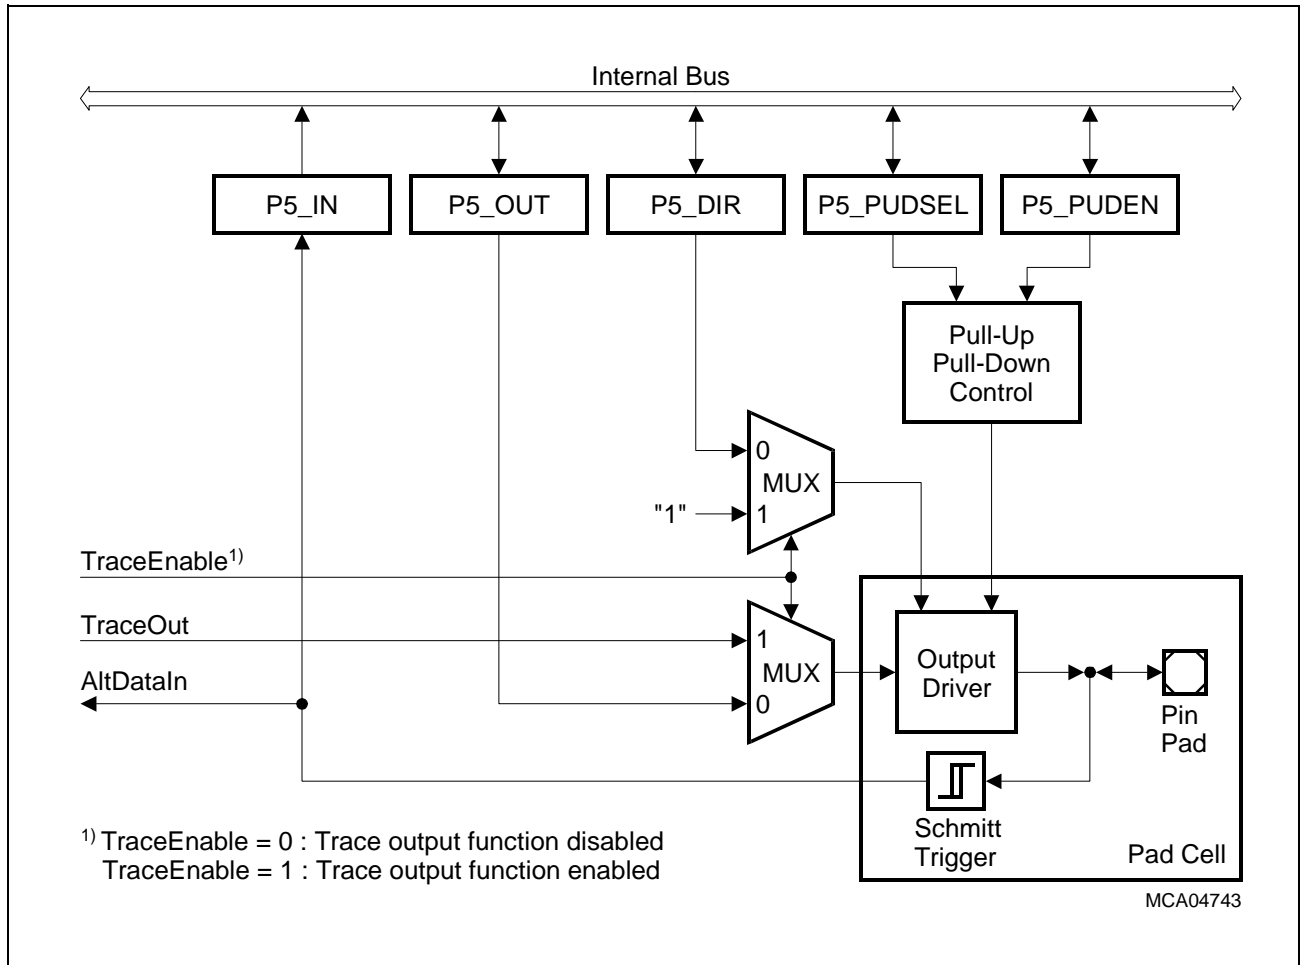 Internal Bus
P5_IN
P5_OUT
P5_DIR
P5_PUDSEL
P5_PUDEN
Pull-Up
Pull-Down
Control
0
MUX
"1"
1
TraceEnable1)
TraceOut
1
MUX
AltDataIn
0
Output
Driver
Pin
Pad
Schmitt
Trigger
Pad Cell
1) TraceEnable = 0 : Trace output function disabled
TraceEnable = 1 : Trace output function enabled
MCA04743